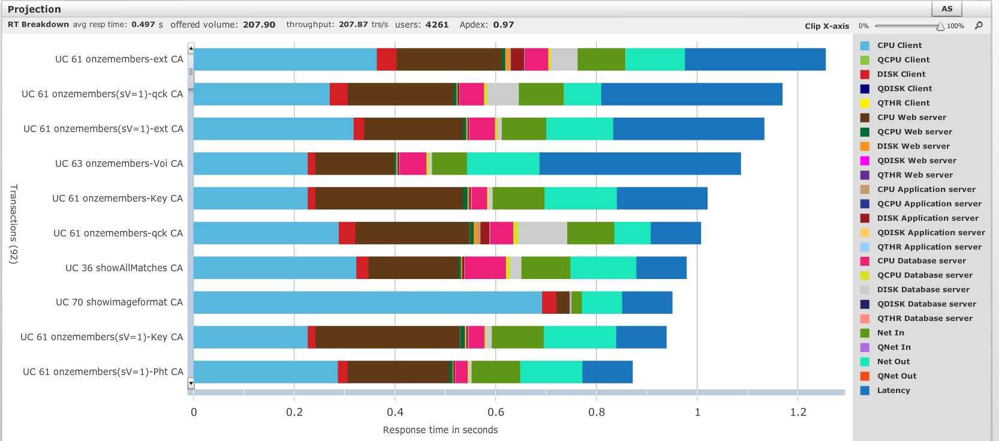 Projection
AS
RT Breakdown avg resp time: 0.497 s offered volume: 207.90 throughput: 207.87 trs/s users: 4261 Apdex: 0.97
Clip X-axis 0% 100%
UC 61 onzemembers-ext CA
UC 61 onzemembers(sV=1)-qck CA
UC 61 onzemembers(sV=1)-ext CA
UC 63 onzemembers-Voi CA
UC 61 onzemembers-Key CA
UC 61 onzemembers-qck CA
UC 36 showAllMatches CA
UC 70 showimageformat CA
UC 61 onzemembers(sV=1)-Key CA
UC 61 onzemembers(sV=1)-Pht CA
Transactions (92)
0 0.2 0.4 0.6 0.8 1 1.2
Response time in seconds
CPU Client
QCPU Client
DISK Client
QDISK Client
QTHR Client
CPU Web server
QCPU Web server
DISK Web server
QDISK Web server
QTHR Web server
CPU Application server
QCPU Application server
DISK Application server
QDISK Application server
QTHR Application server
CPU Database server
QCPU Database server
DISK Database server
QDISK Database server
QTHR Database server
Net In
QNet In
Net Out
QNet Out
Latency